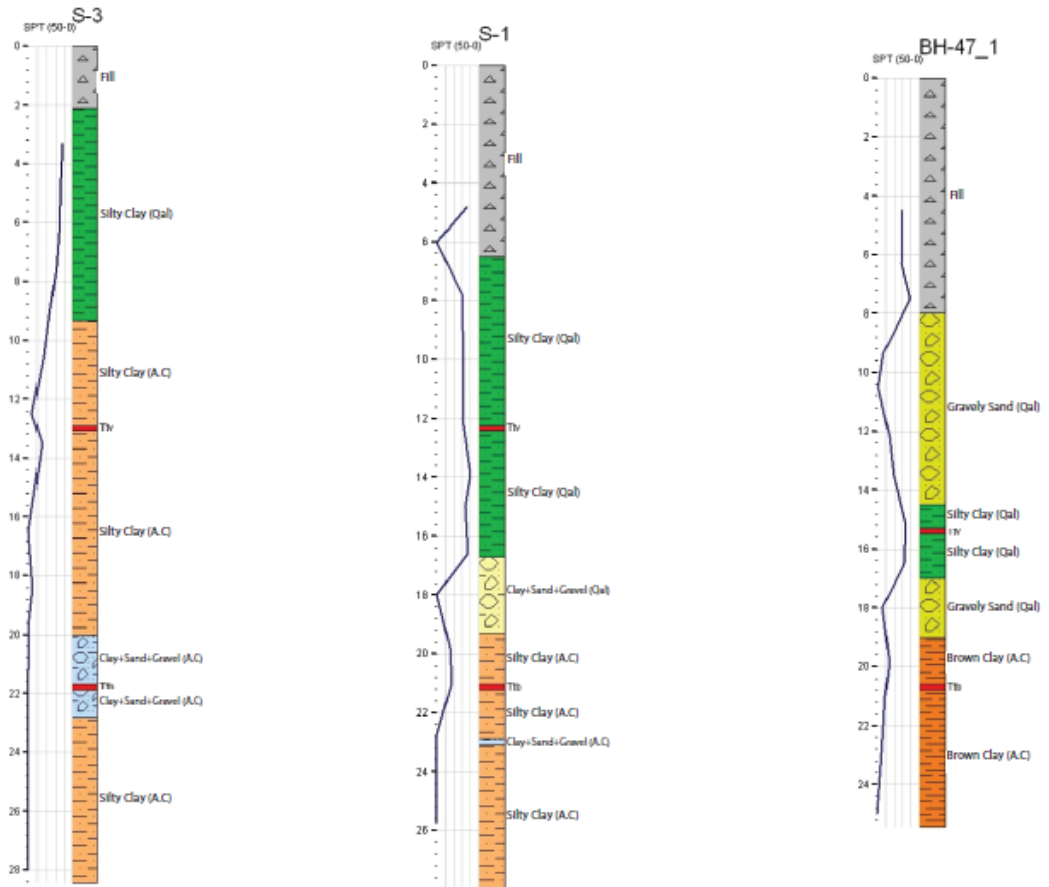 S-3
SPT (50-0)
0
2
4
6
8
10
12
14
16
18
20
22
24
26
28
Fill
Silty Clay (Qal)
Silty Clay (A.C)
Ttv
Silty Clay (A.C)
Clay+Sand+Gravel (A.C)
Ttb
Clay+Sand+Gravel (A.C)
Silty Clay (A.C)
S-1
SPT (50-0)
0
2
4
6
8
10
12
14
16
18
20
22
24
26
Fill
Silty Clay (Qal)
Ttv
Silty Clay (Qal)
Clay+Sand+Gravel (Qal)
Silty Clay (A.C)
Ttb
Silty Clay (A.C)
Clay+Sand+Gravel (A.C)
Silty Clay (A.C)
BH-47_1
SPT (50-0)
0
2
4
6
8
10
12
14
16
18
20
22
24
Fill
Gravely Sand (Qal)
Silty Clay (Qal)
Ttv
Silty Clay (Qal)
Gravely Sand (Qal)
Brown Clay (A.C)
Ttb
Brown Clay (A.C)